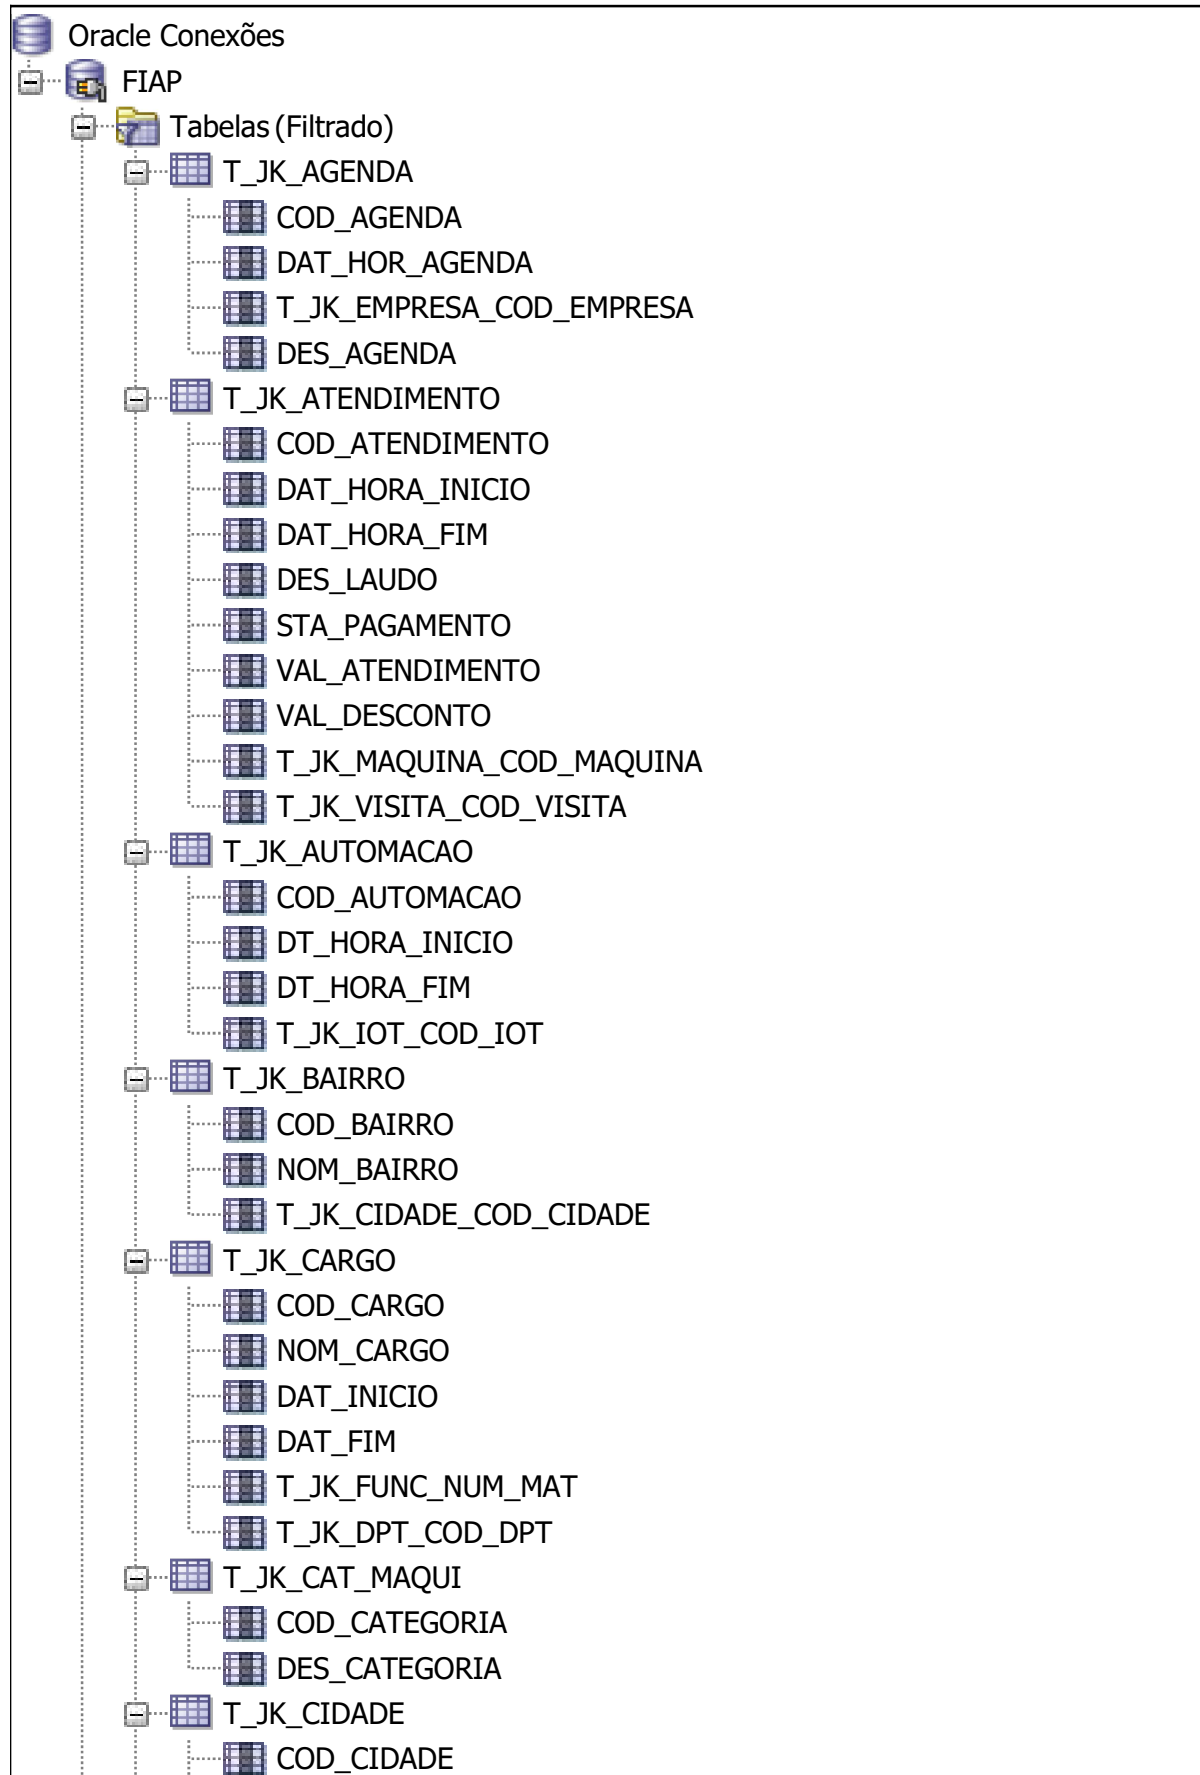 Oracle Conexões
FIAP
Tabelas (Filtrado)
T_JK_AGENDA
COD_AGENDA
DAT_HOR_AGENDA
T_JK_EMPRESA_COD_EMPRESA
DES_AGENDA
T_JK_ATENDIMENTO
COD_ATENDIMENTO
DAT_HORA_INICIO
DAT_HORA_FIM
DES_LAUDO
STA_PAGAMENTO
VAL_ATENDIMENTO
VAL_DESCONTO
T_JK_MAQUINA_COD_MAQUINA
T_JK_VISITA_COD_VISITA
T_JK_AUTOMACAO
COD_AUTOMACAO
DT_HORA_INICIO
DT_HORA_FIM
T_JK_IOT_COD_IOT
T_JK_BAIRRO
COD_BAIRRO
NOM_BAIRRO
T_JK_CIDADE_COD_CIDADE
T_JK_CARGO
COD_CARGO
NOM_CARGO
DAT_INICIO
DAT_FIM
T_JK_FUNC_NUM_MAT
T_JK_DPT_COD_DPT
T_JK_CAT_MAQUI
COD_CATEGORIA
DES_CATEGORIA
T_JK_CIDADE
COD_CIDADE